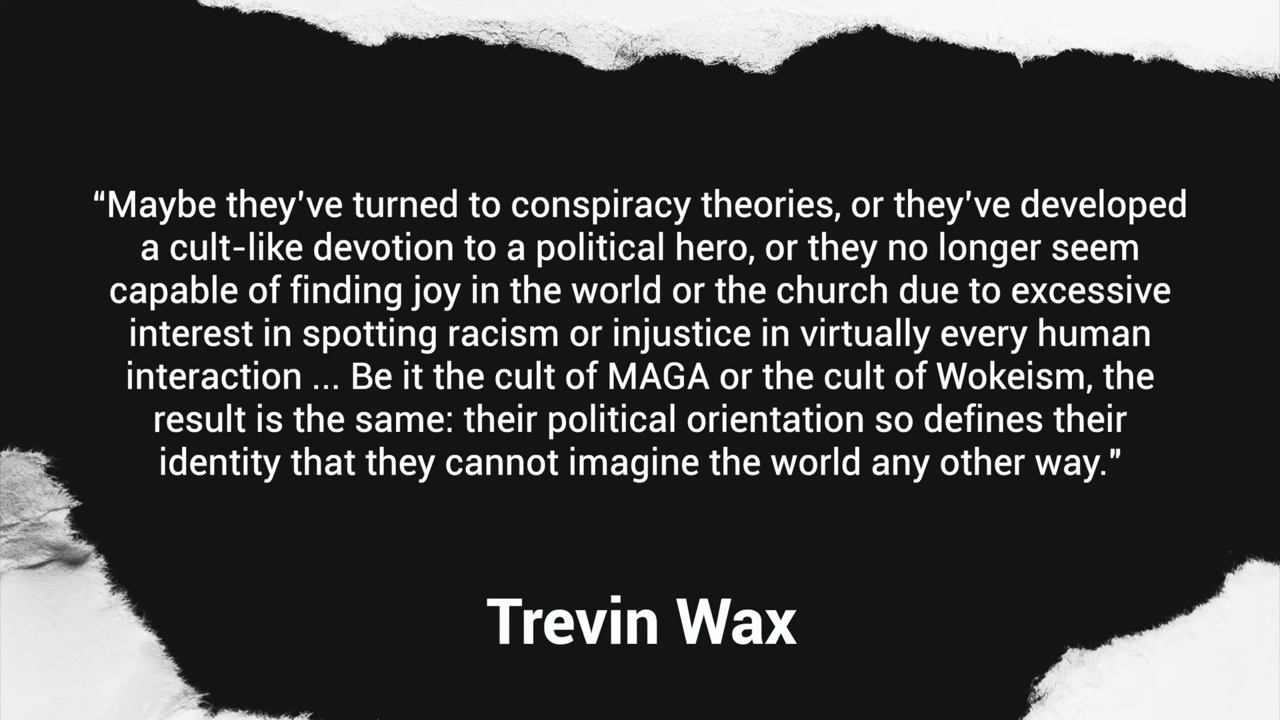 “Maybe they've turned to conspiracy theories, or they've developed
a cult-like devotion to a political hero, or they no longer seem
capable of finding joy in the world or the church due to excessive
interest in spotting racism or injustice in virtually every human
interaction ... Be it the cult of MAGA or the cult of Wokeism, the
result is the same: their political orientation so defines their
identity that they cannot imagine the world any other way.”
Trevin Wax